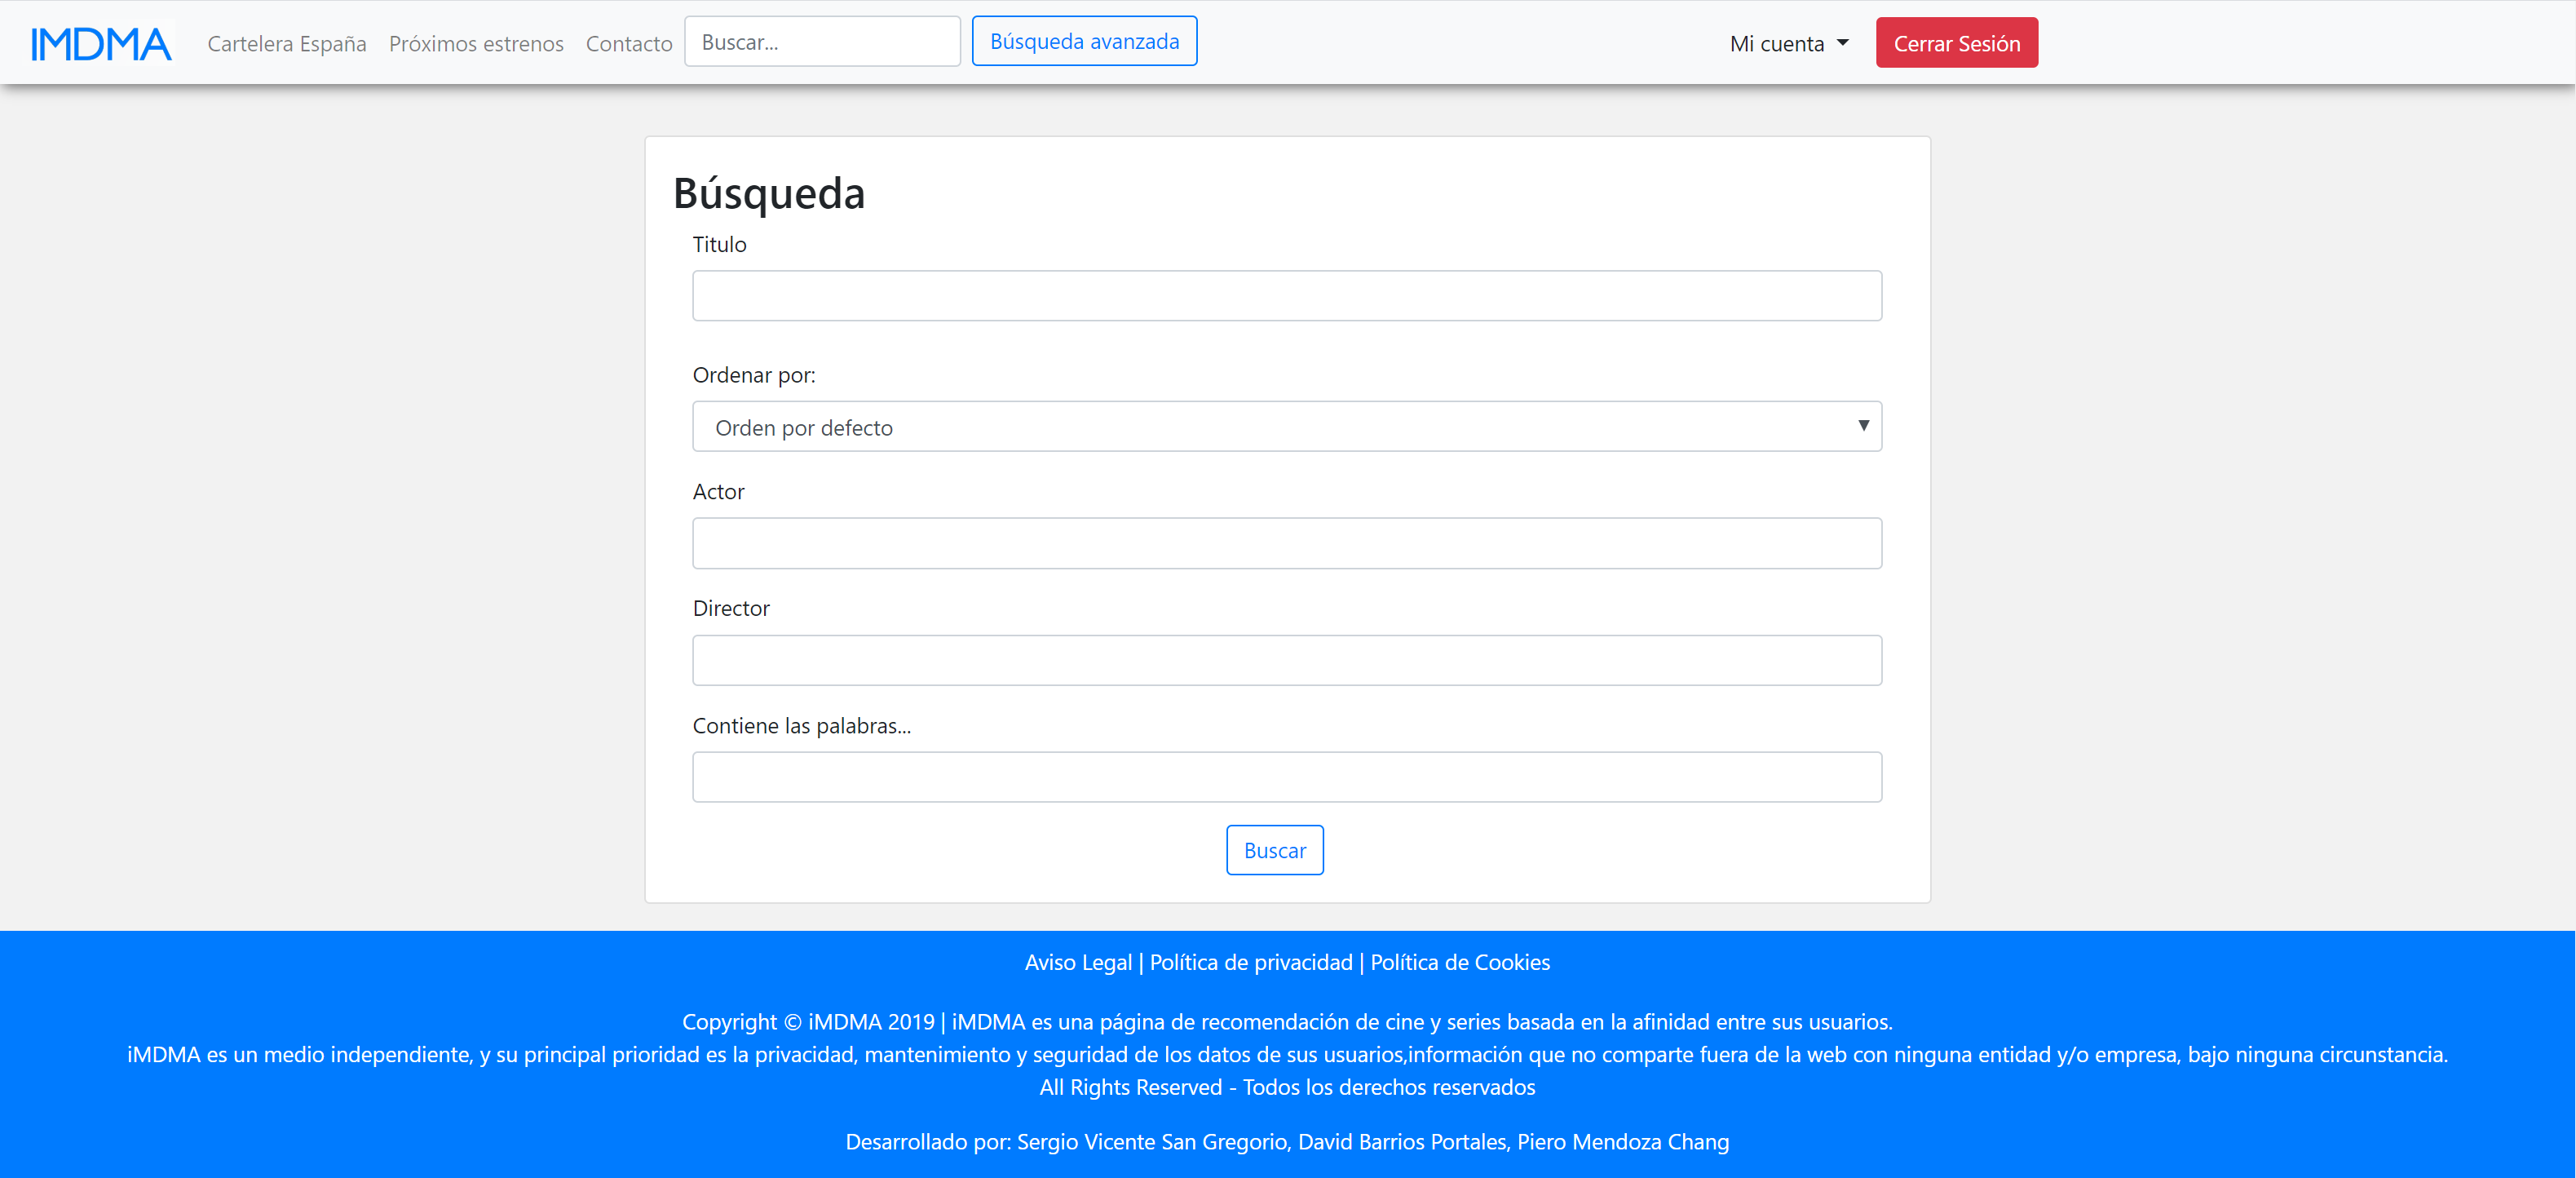 IMDMA Cartelera España Próximos estrenos Contacto Buscar... Búsqueda avanzada Mi cuenta Cerrar Sesión
Búsqueda
Titulo
Ordenar por:
Orden por defecto
Actor
Director
Contiene las palabras...
Buscar
Aviso Legal | Política de privacidad | Política de Cookies
Copyright © iMDMA 2019 | iMDMA es una página de recomendación de cine y series basada en la afinidad entre sus usuarios.
iMDMA es un medio independiente, y su principal prioridad es la privacidad, mantenimiento y seguridad de los datos de sus usuarios,información que no comparte fuera de la web con ninguna entidad y/o empresa, bajo ninguna circunstancia.
All Rights Reserved - Todos los derechos reservados
Desarrollado por: Sergio Vicente San Gregorio, David Barrios Portales, Piero Mendoza Chang